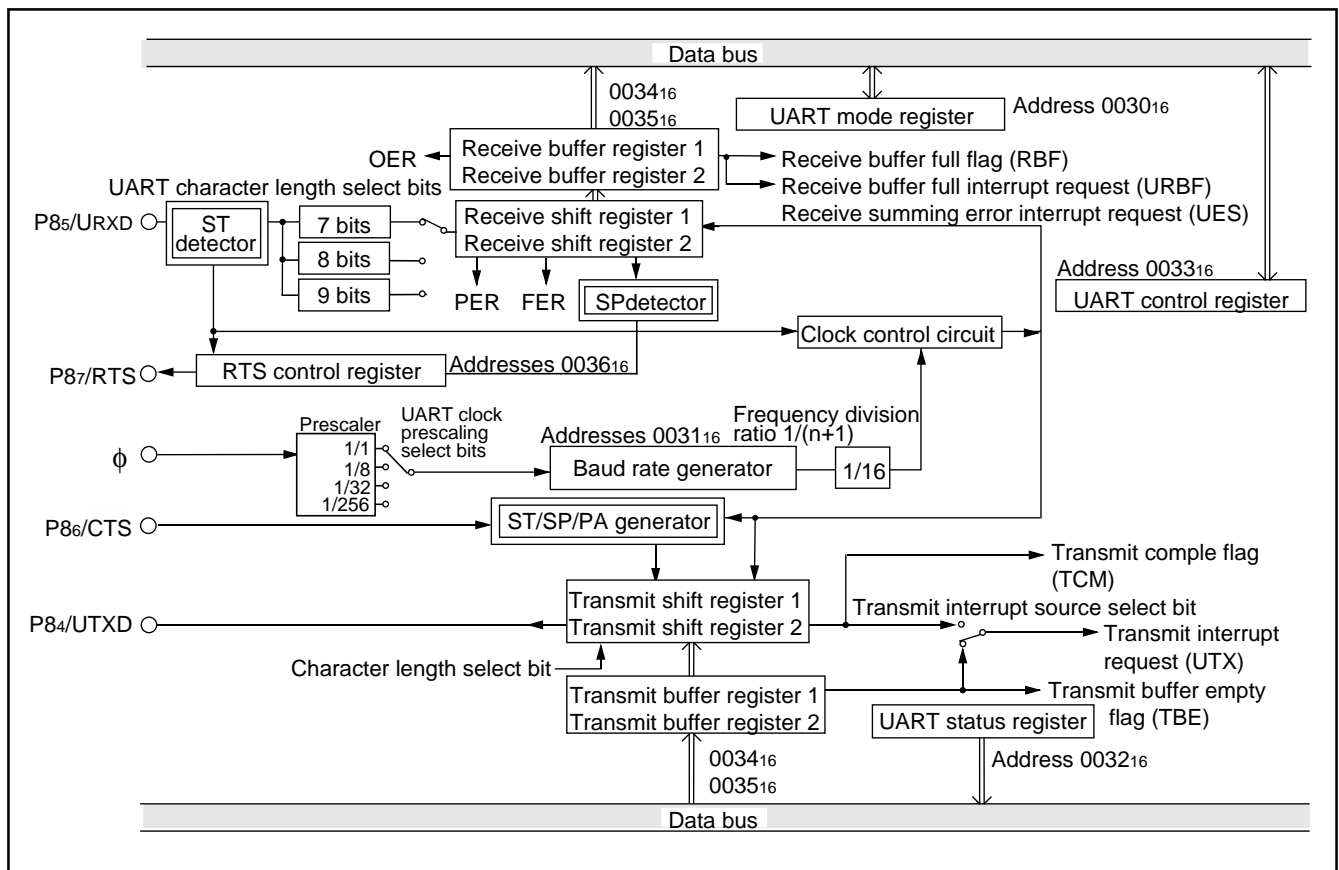 Data bus
0034₁₆
0035₁₆
UART mode register
Address 0030₁₆
OER
Receive buffer register 1
Receive buffer register 2
Receive buffer full flag (RBF)
Receive buffer full interrupt request (URBF)
Receive summing error interrupt request (UES)
UART character length select bits
P8₅/URXD
ST
detector
7 bits
8 bits
9 bits
Receive shift register 1
Receive shift register 2
PER
FER
SPdetector
Address 0033₁₆
UART control register
Clock control circuit
P8₇/RTS
RTS control register
Addresses 0036₁₆
ϕ
Prescaler
1/1
1/8
1/32
1/256
UART clock
prescaling
select bits
Addresses 0031₁₆
Baud rate generator
Frequency division
ratio 1/(n+1)
1/16
P8₆/CTS
ST/SP/PA generator
Transmit comple flag
(TCM)
P8₄/UTXD
Transmit shift register 1
Transmit shift register 2
Transmit interrupt source select bit
Transmit interrupt
request (UTX)
Character length select bit
Transmit buffer register 1
Transmit buffer register 2
Transmit buffer empty
flag (TBE)
UART status register
Address 0032₁₆
0034₁₆
0035₁₆
Data bus